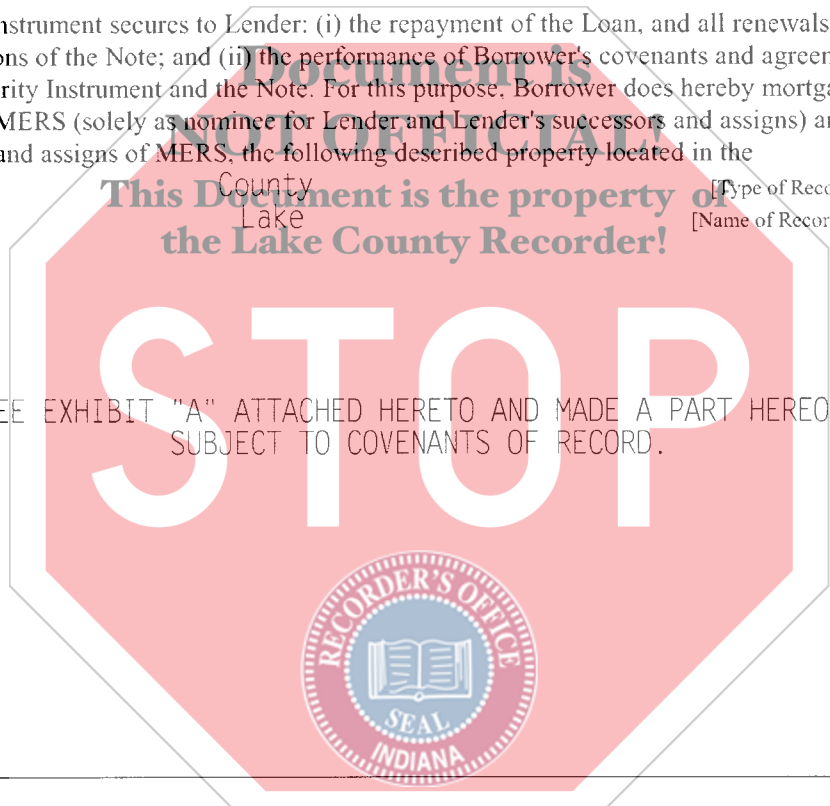 nstrument secures to Lender: (i) the repayment of the Loan, and all renewals
ons of the Note; and (ii) the performance of Borrower's covenants and agreen
Document is
rity Instrument and the Note. For this purpose, Borrower does hereby mortga
MERS (solely as nominee for Lender and Lender's successors and assigns) a
NOT OFFICIAL!
and assigns of MERS, the following described property located in the
County [Type of Reco
This Document is the property of
Lake [Name of Recor
the Lake County Recorder!
STOP
EE EXHIBIT "A" ATTACHED HERETO AND MADE A PART HEREO
SUBJECT TO COVENANTS OF RECORD.
RECORDER'S OFFICE
SEAL
INDIANA